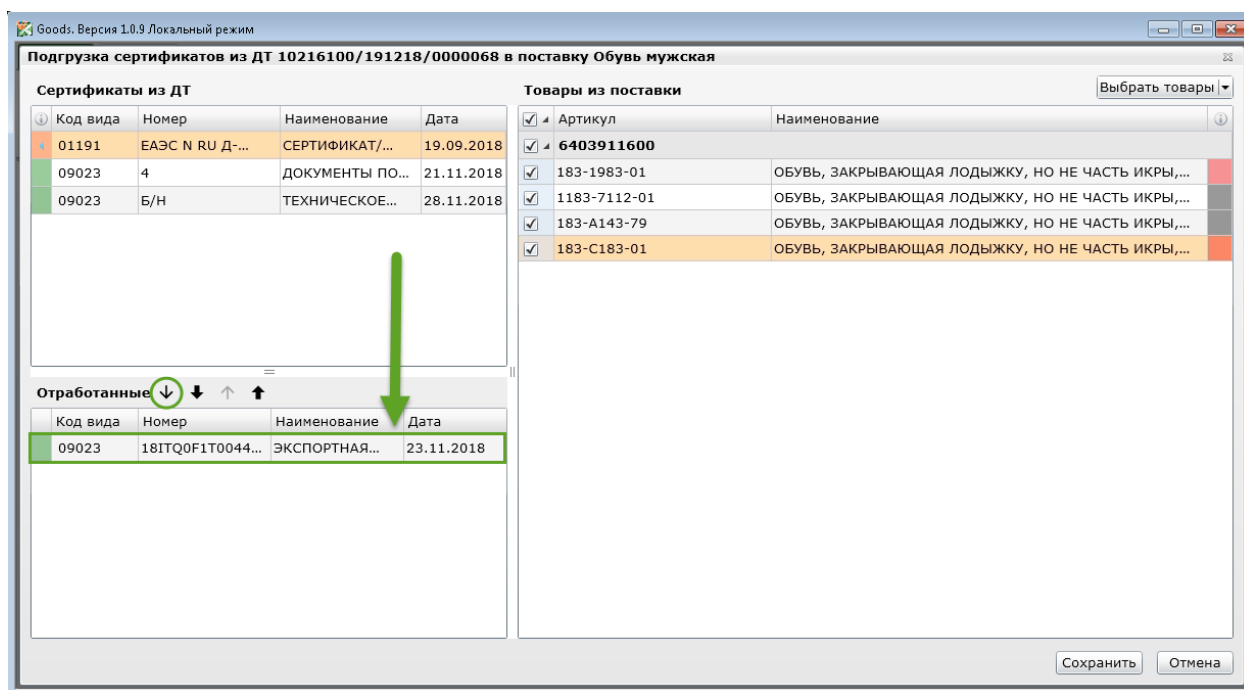 Goods. Версия 1.0.9 Локальный режим
Подгрузка сертификатов из ДТ 10216100/191218/0000068 в поставку Обувь мужская
Сертификаты из ДТ
Код вида Номер Наименование Дата
01191 ЕАЭС N RU Д-... СЕРТИФИКАТ/... 19.09.2018
09023 4 ДОКУМЕНТЫ ПО... 21.11.2018
09023 Б/Н ТЕХНИЧЕСКОЕ... 28.11.2018
Отработанные
Код вида Номер Наименование Дата
09023 18ITQ0F1T0044... ЭКСПОРТНАЯ... 23.11.2018
Товары из поставки
Выбрать товары
Артикул Наименование
6403911600
183-1983-01 ОБУВЬ, ЗАКРЫВАЮЩАЯ ЛОДЫЖКУ, НО НЕ ЧАСТЬ ИКРЫ,...
1183-7112-01 ОБУВЬ, ЗАКРЫВАЮЩАЯ ЛОДЫЖКУ, НО НЕ ЧАСТЬ ИКРЫ,...
183-A143-79 ОБУВЬ, ЗАКРЫВАЮЩАЯ ЛОДЫЖКУ, НО НЕ ЧАСТЬ ИКРЫ,...
183-C183-01 ОБУВЬ, ЗАКРЫВАЮЩАЯ ЛОДЫЖКУ, НО НЕ ЧАСТЬ ИКРЫ,...
Сохранить Отмена